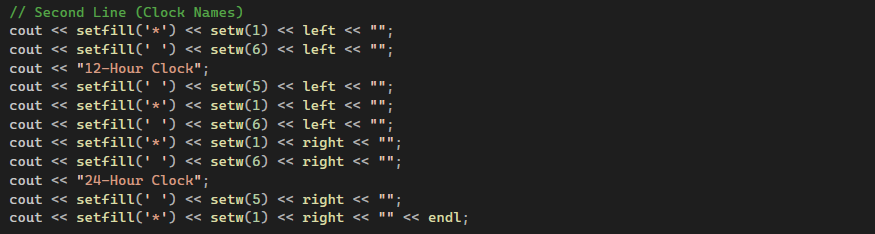 // Second Line (Clock Names)
cout << setfill('*') << setw(1) << left << "";
cout << setfill(' ') << setw(6) << left << "";
cout << "12-Hour Clock";
cout << setfill(' ') << setw(5) << left << "";
cout << setfill('*') << setw(1) << left << "";
cout << setfill(' ') << setw(6) << left << "";
cout << setfill('*') << setw(1) << right << "";
cout << setfill(' ') << setw(6) << right << "";
cout << "24-Hour Clock";
cout << setfill(' ') << setw(5) << right << "";
cout << setfill('*') << setw(1) << right << "" << endl;